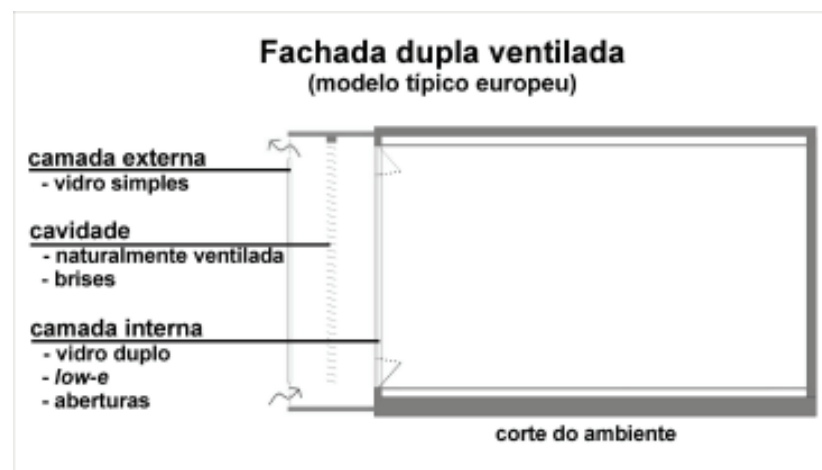 Fachada dupla ventilada
(modelo típico europeu)
camada externa
- vidro simples
cavidade
- naturalmente ventilada
- brises
camada interna
- vidro duplo
- low-e
- aberturas
corte do ambiente